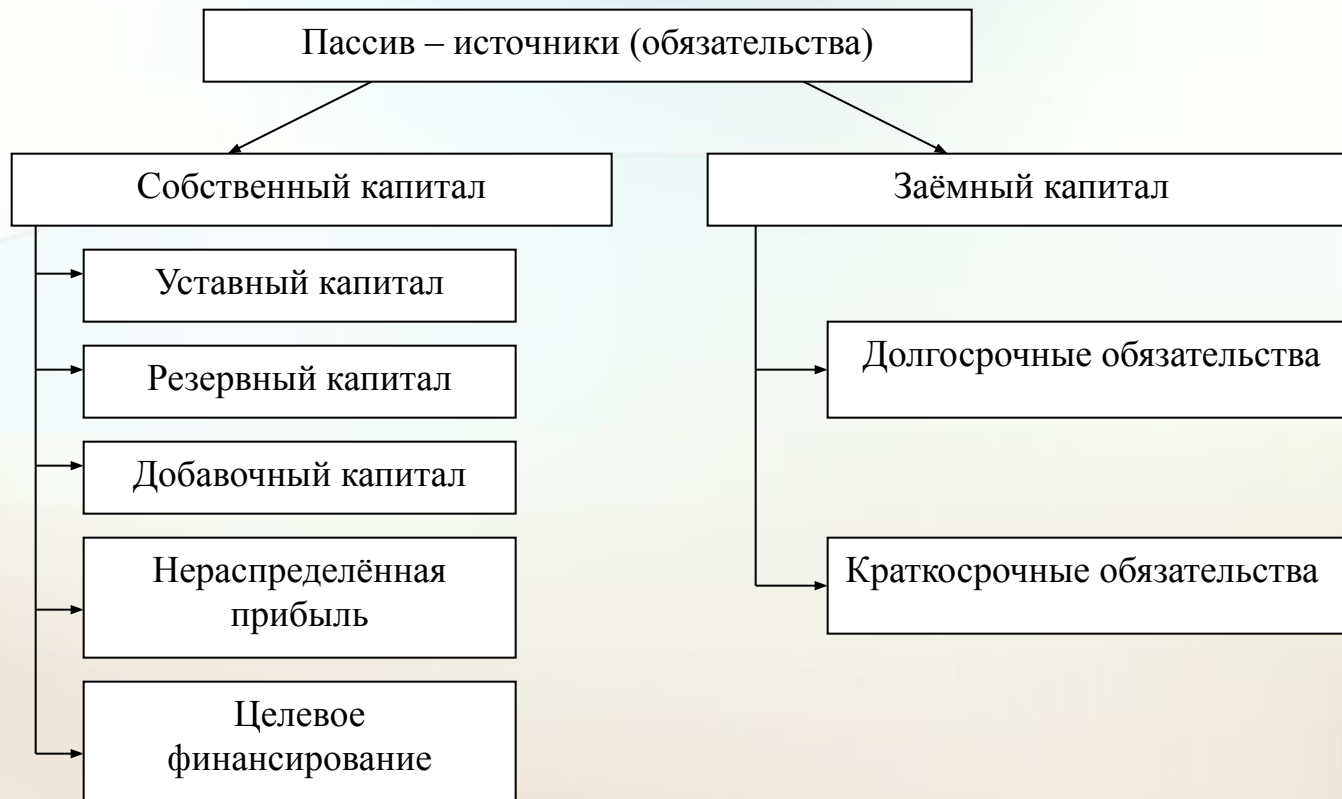 Пассив – источники (обязательства)
Собственный капитал
Уставный капитал
Резервный капитал
Добавочный капитал
Нераспределённая
прибыль
Целевое
финансирование
Заёмный капитал
Долгосрочные обязательства
Краткосрочные обязательства